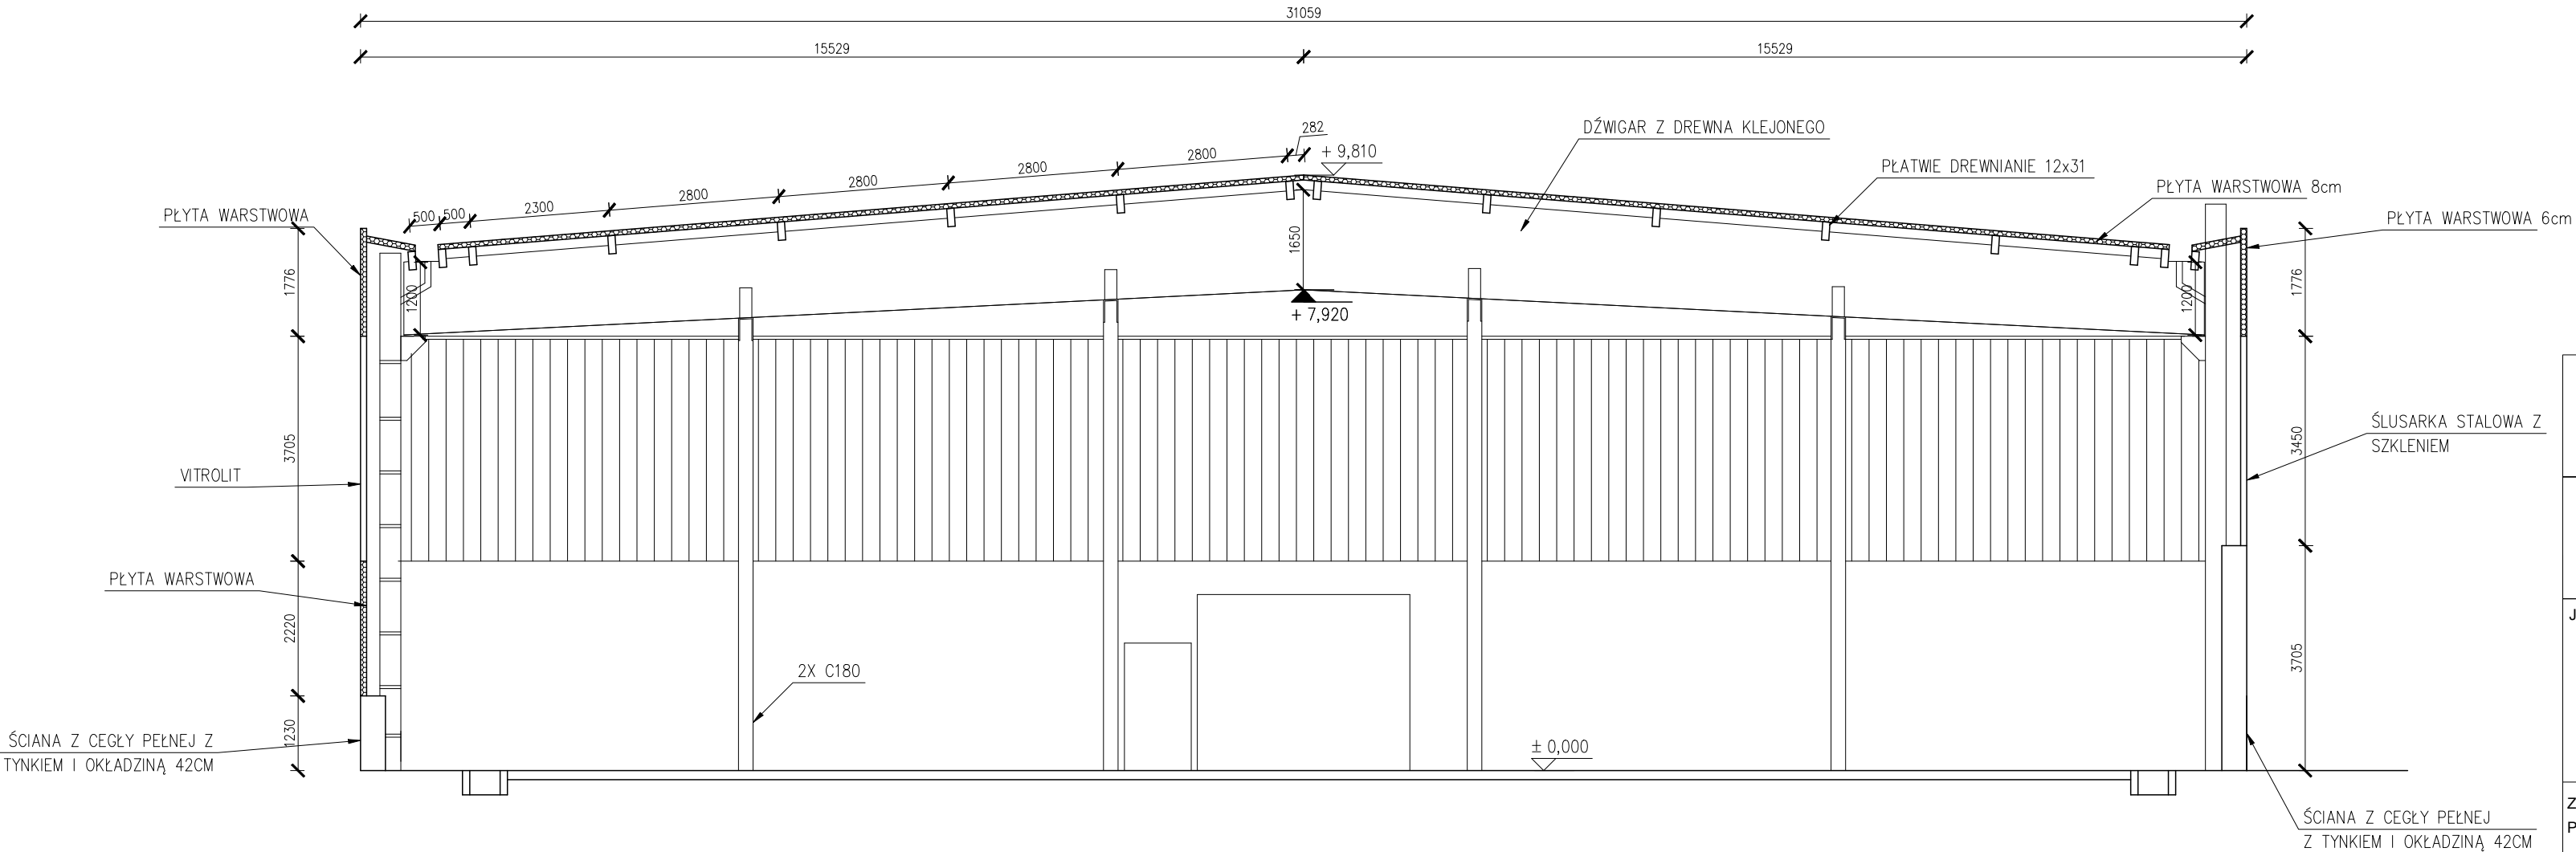 31059
15529
15529
282
+ 9,810
DŹWIGAR Z DREWNA KLEJONEGO
2800
2800
2800
2800
2300
500
500
PŁATWIE DREWNIANIE 12x31
PŁYTA WARSTWOWA 8cm
PŁYTA WARSTWOWA
PŁYTA WARSTWOWA 6cm
1650
1776
1200
1200
1776
+ 7,920
3705
VITROLIT
3450
ŚLUSARKA STALOWA Z
SZKLENIEM
PŁYTA WARSTWOWA
2220
2X C180
3705
J
1230
ŚCIANA Z CEGŁY PEŁNEJ Z
TYNKIEM I OKŁADZINĄ 42CM
± 0,000
Z
P
ŚCIANA Z CEGŁY PEŁNEJ
Z TYNKIEM I OKŁADZINĄ 42CM